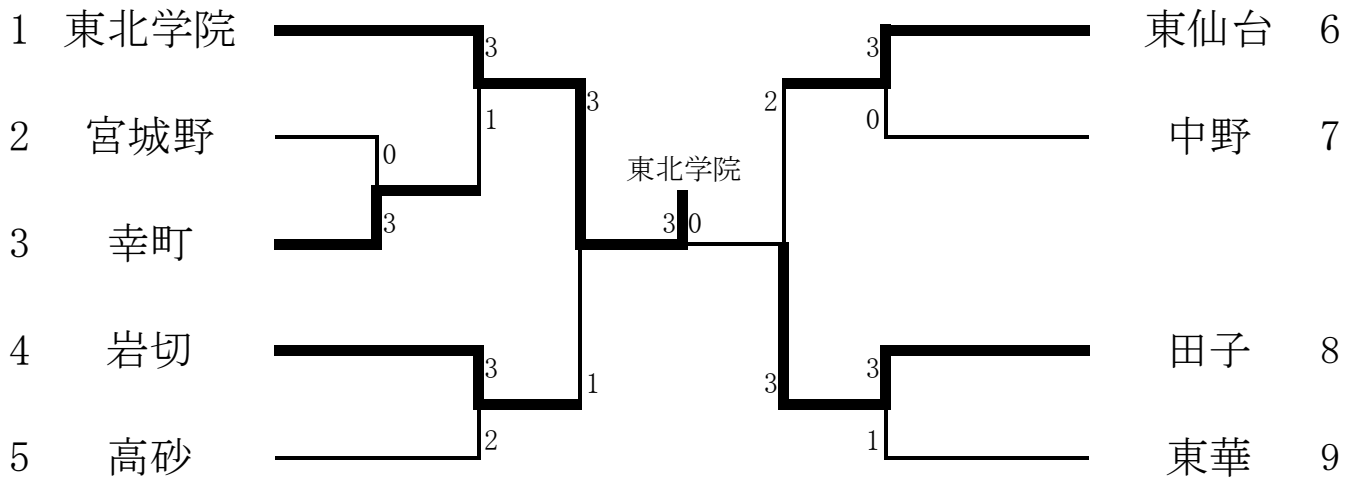 1 東北学院 3 3 東仙台 6
3 2
1
2 宮城野 0 0 中野 7
東北学院
3 0
3 幸町 3
4 岩切 3 1 3 3 田子 8
5 高砂 2 1 東華 9